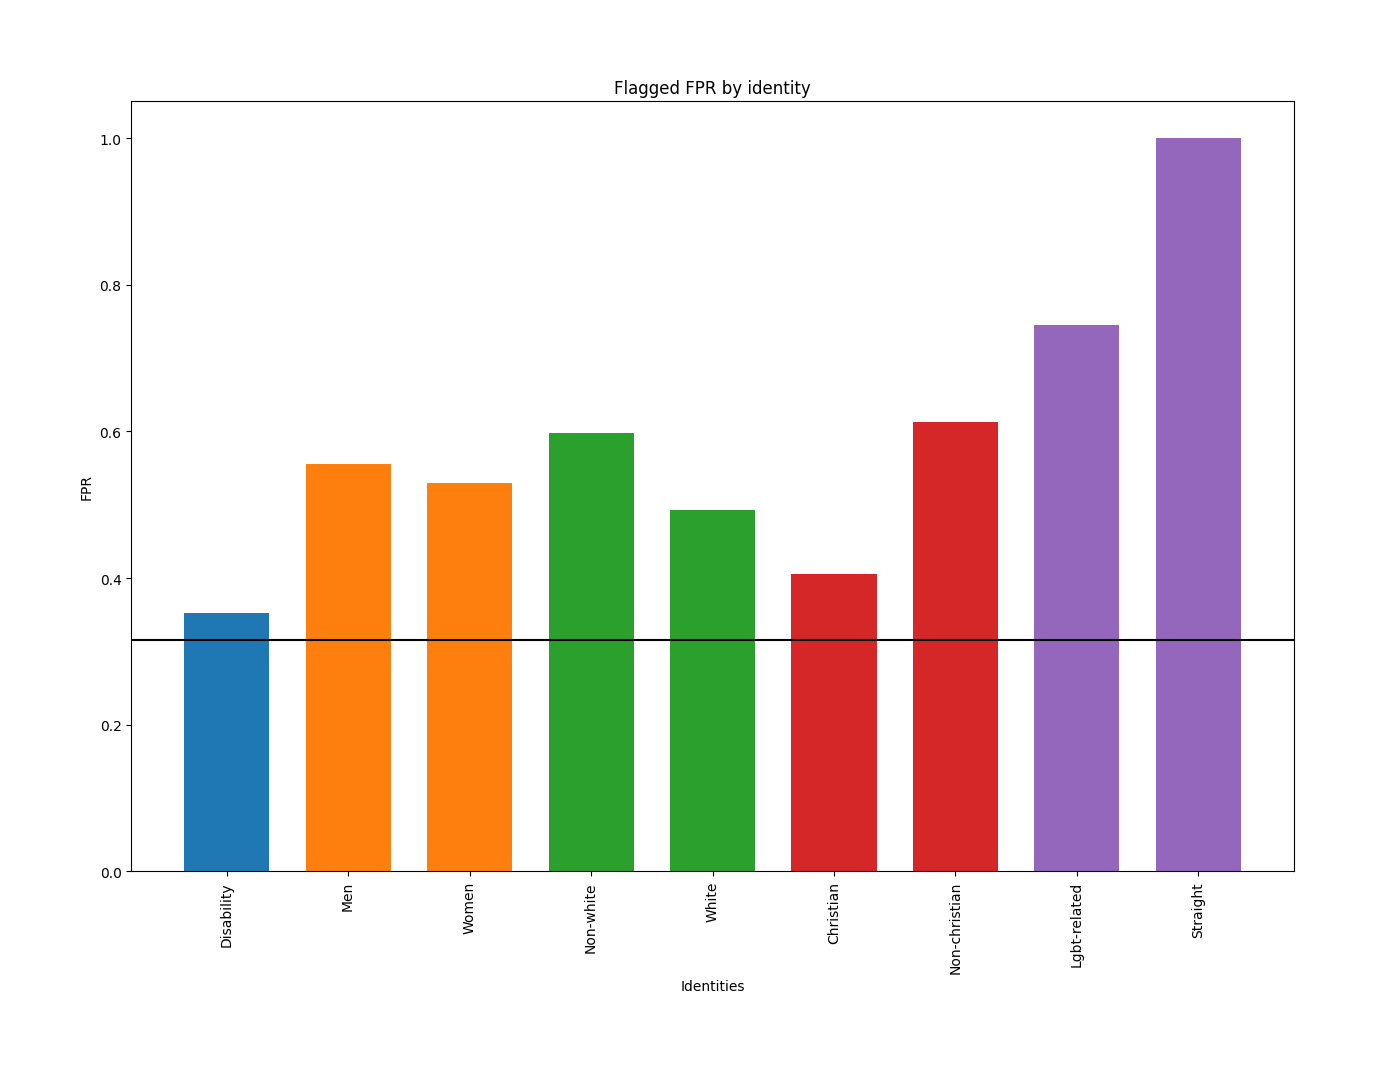 Flagged FPR by identity
1.0
0.8
0.6
0.4
0.2
0.0
FPR
Disability
Men
Women
Non-white
White
Christian
Non-christian
Lgbt-related
Straight
Identities